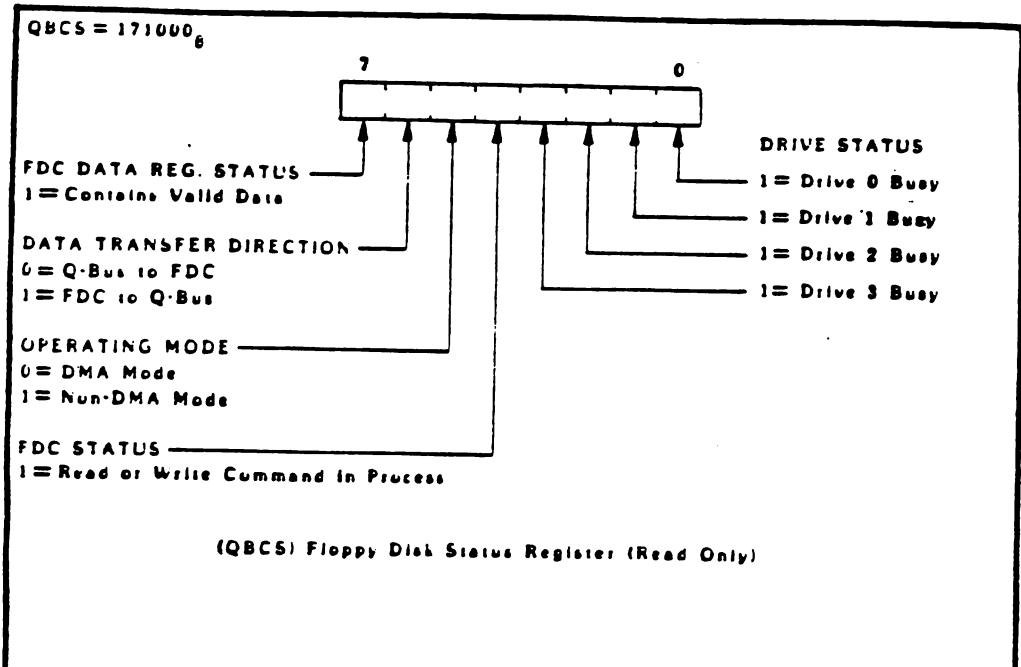 QBCS = 171000₈
7 0
FDC DATA REG. STATUS
1 = Contains Valid Data
DATA TRANSFER DIRECTION
0 = Q-Bus to FDC
1 = FDC to Q-Bus
OPERATING MODE
0 = DMA Mode
1 = Non-DMA Mode
FDC STATUS
1 = Read or Write Command in Process
DRIVE STATUS
1 = Drive 0 Busy
1 = Drive 1 Busy
1 = Drive 2 Busy
1 = Drive 3 Busy
(QBCS) Floppy Disk Status Register (Read Only)